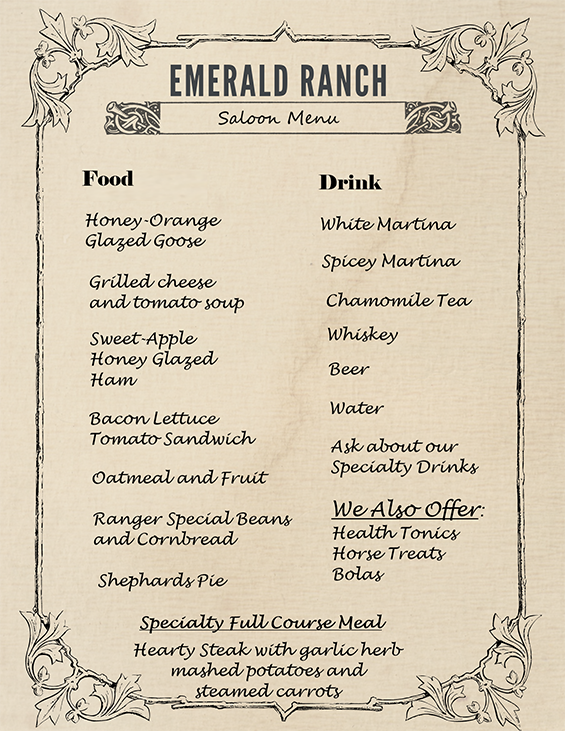 EMERALD RANCH
Saloon Menu
Food
Honey-Orange
Glazed Goose
Grilled cheese
and tomato soup
Sweet-Apple
Honey Glazed
Ham
Bacon Lettuce
Tomato Sandwich
Oatmeal and Fruit
Ranger Special Beans
and Cornbread
Shephards Pie
Drink
White Martina
Spicey Martina
Chamomile Tea
Whiskey
Beer
Water
Ask about our
Specialty Drinks
We Also Offer:
Health Tonics
Horse Treats
Bolas
Specialty Full Course Meal
Hearty Steak with garlic herb
mashed potatoes and
steamed carrots